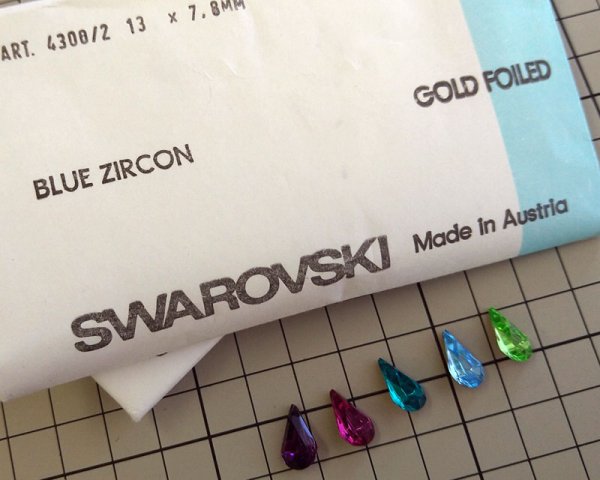 ART. 4300/2 13 x 7,8MM
GOLD FOILED
BLUE ZIRCON
SWAROVSKI Made in Austria